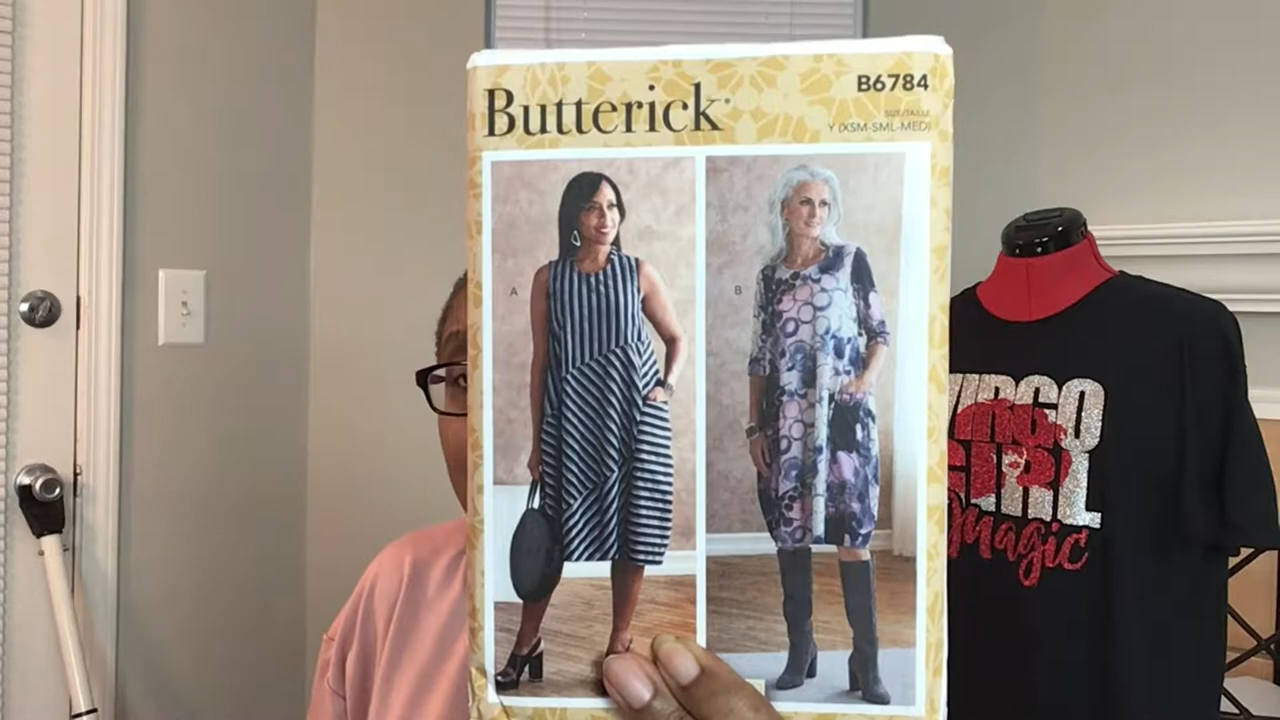 Butterick
B6784
SIZE/TAILLE
Y (XSM-SML-MED)
A
B
VIRGO
GIRL
Magic